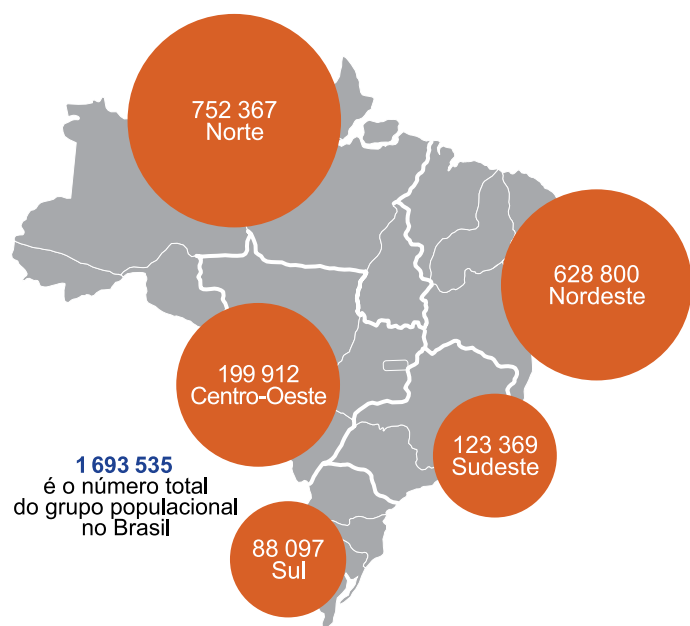 752 367
Norte
628 800
Nordeste
199 912
Centro-Oeste
123 369
Sudeste
1 693 535
é o número total
do grupo populacional
no Brasil
88 097
Sul